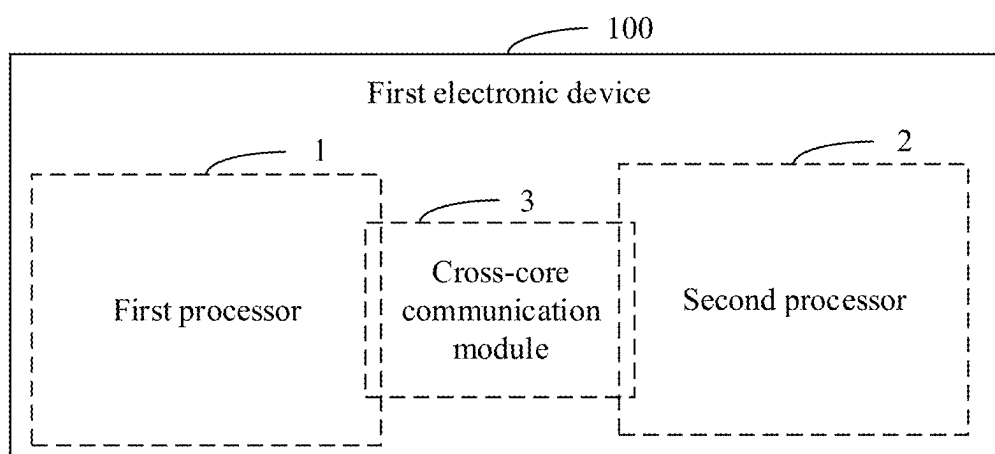 100
First electronic device
1
2
3
First processor
Cross-core
communication
module
Second processor